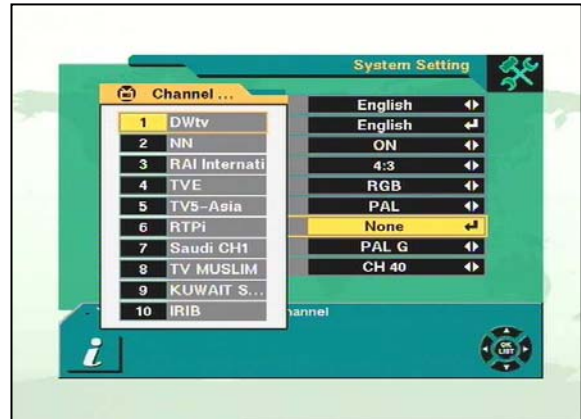 System Setting
Channel ...
1 DWtv
2 NN
3 RAI Internati
4 TVE
5 TV5-Asia
6 RTPi
7 Saudi CH1
8 TV MUSLIM
9 KUWAIT S...
10 IRIB
English
English
ON
4:3
RGB
PAL
None
PAL G
CH 40
annel
i
OK
LIST